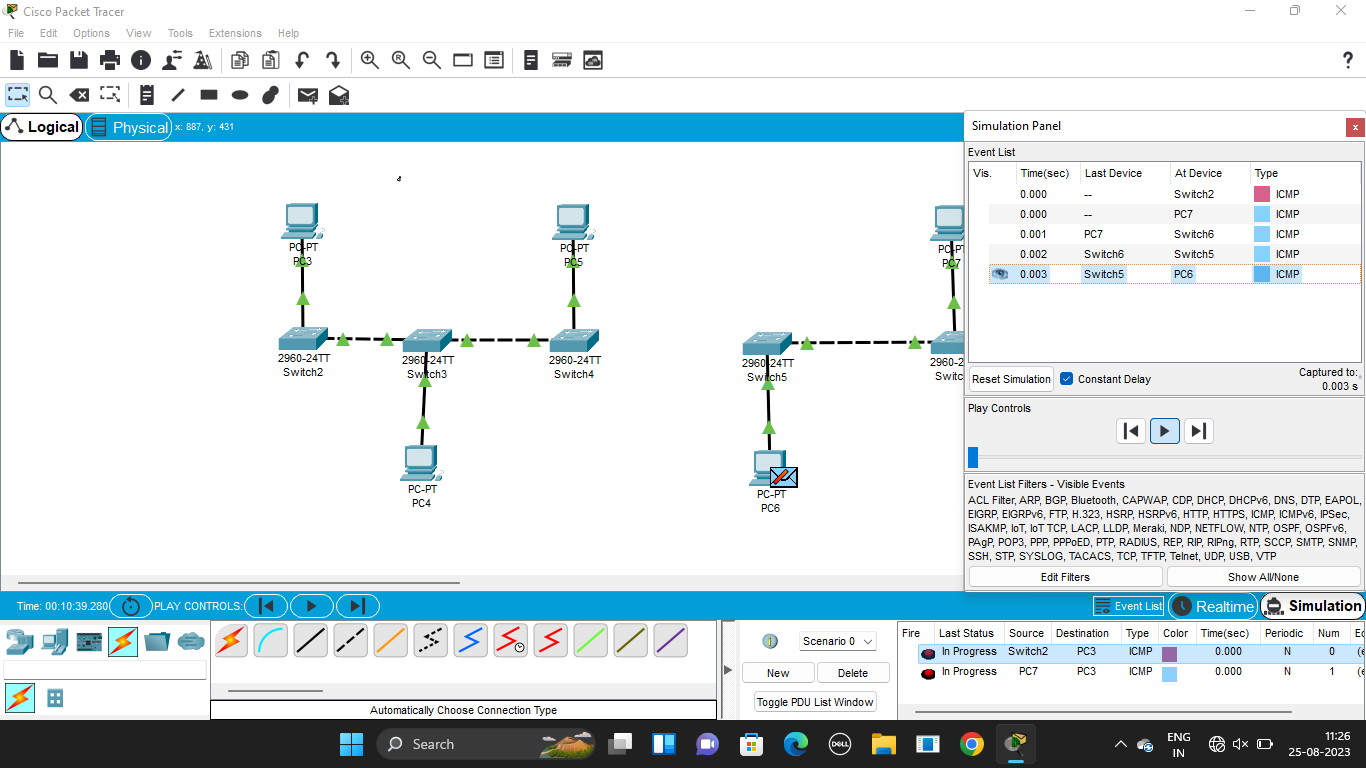 Cisco Packet Tracer
File Edit Options View Tools Extensions Help
Logical Physical x: 887, y: 431
PC-PT
PC3
PC-PT
PC5
PC-PT
PC7
2960-24TT
Switch2
2960-24TT
Switch3
2960-24TT
Switch4
2960-24TT
Switch5
2960-2
Switc
PC-PT
PC4
PC-PT
PC6
Simulation Panel
Event List
Vis. Time(sec) Last Device At Device Type
0.000 -- Switch2 ICMP
0.000 -- PC7 ICMP
0.001 PC7 Switch6 ICMP
0.002 Switch6 Switch5 ICMP
0.003 Switch5 PC6 ICMP
Reset Simulation Constant Delay Captured to:
0.003 s
Play Controls
Event List Filters - Visible Events
ACL Filter, ARP, BGP, Bluetooth, CAPWAP, CDP, DHCP, DHCPv6, DNS, DTP, EAPOL,
EIGRP, EIGRPv6, FTP, H.323, HSRP, HSRPv6, HTTP, HTTPS, ICMP, ICMPv6, IPSec,
ISAKMP, IoT, IoT TCP, LACP, LLDP, Meraki, NDP, NETFLOW, NTP, OSPF, OSPFv6,
PAgP, POP3, PPP, PPPoED, PTP, RADIUS, REP, RIP, RIPng, RTP, SCCP, SMTP, SNMP,
SSH, STP, SYSLOG, TACACS, TCP, TFTP, Telnet, UDP, USB, VTP
Edit Filters Show All/None
Time: 00:10:39.280 PLAY CONTROLS: Event List Realtime Simulation
Automatically Choose Connection Type
Scenario 0
New Delete
Toggle PDU List Window
Fire Last Status Source Destination Type Color Time(sec) Periodic Num Ec
In Progress Switch2 PC3 ICMP 0.000 N 0 (e
In Progress PC7 PC3 ICMP 0.000 N 1 (e
Search
DELL
ENG
IN
11:26
25-08-2023